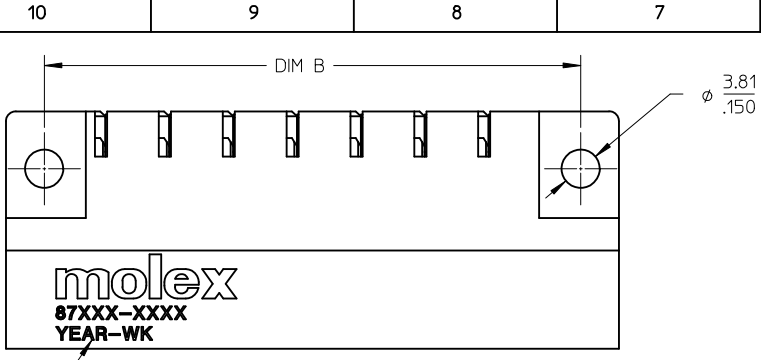 10 9 8 7
DIM B
⌀ 3.81
.150
molex
87XXX-XXXX
YEAR-WK